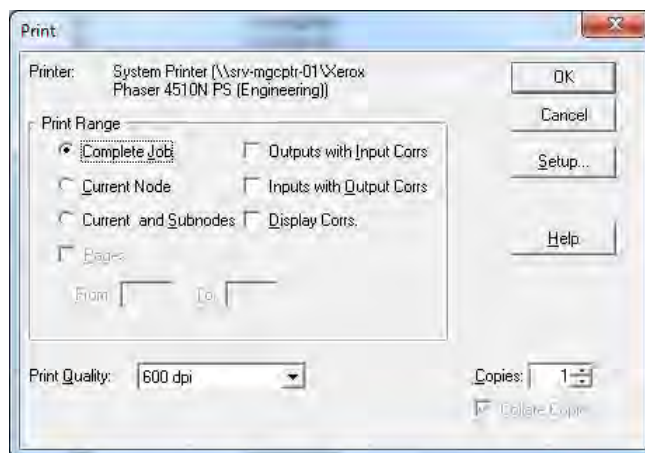 Print
Printer: System Printer (\\srv-mgcptr-01\Xerox
Phaser 4510N PS (Engineering))
OK
Cancel
Setup...
Help
Print Range
Complete Job
Outputs with Input Corrs
Current Node
Inputs with Output Corrs
Current and Subnodes
Display Corrs.
Pages
From
To
Print Quality: 600 dpi
Copies: 1
Collate Copies